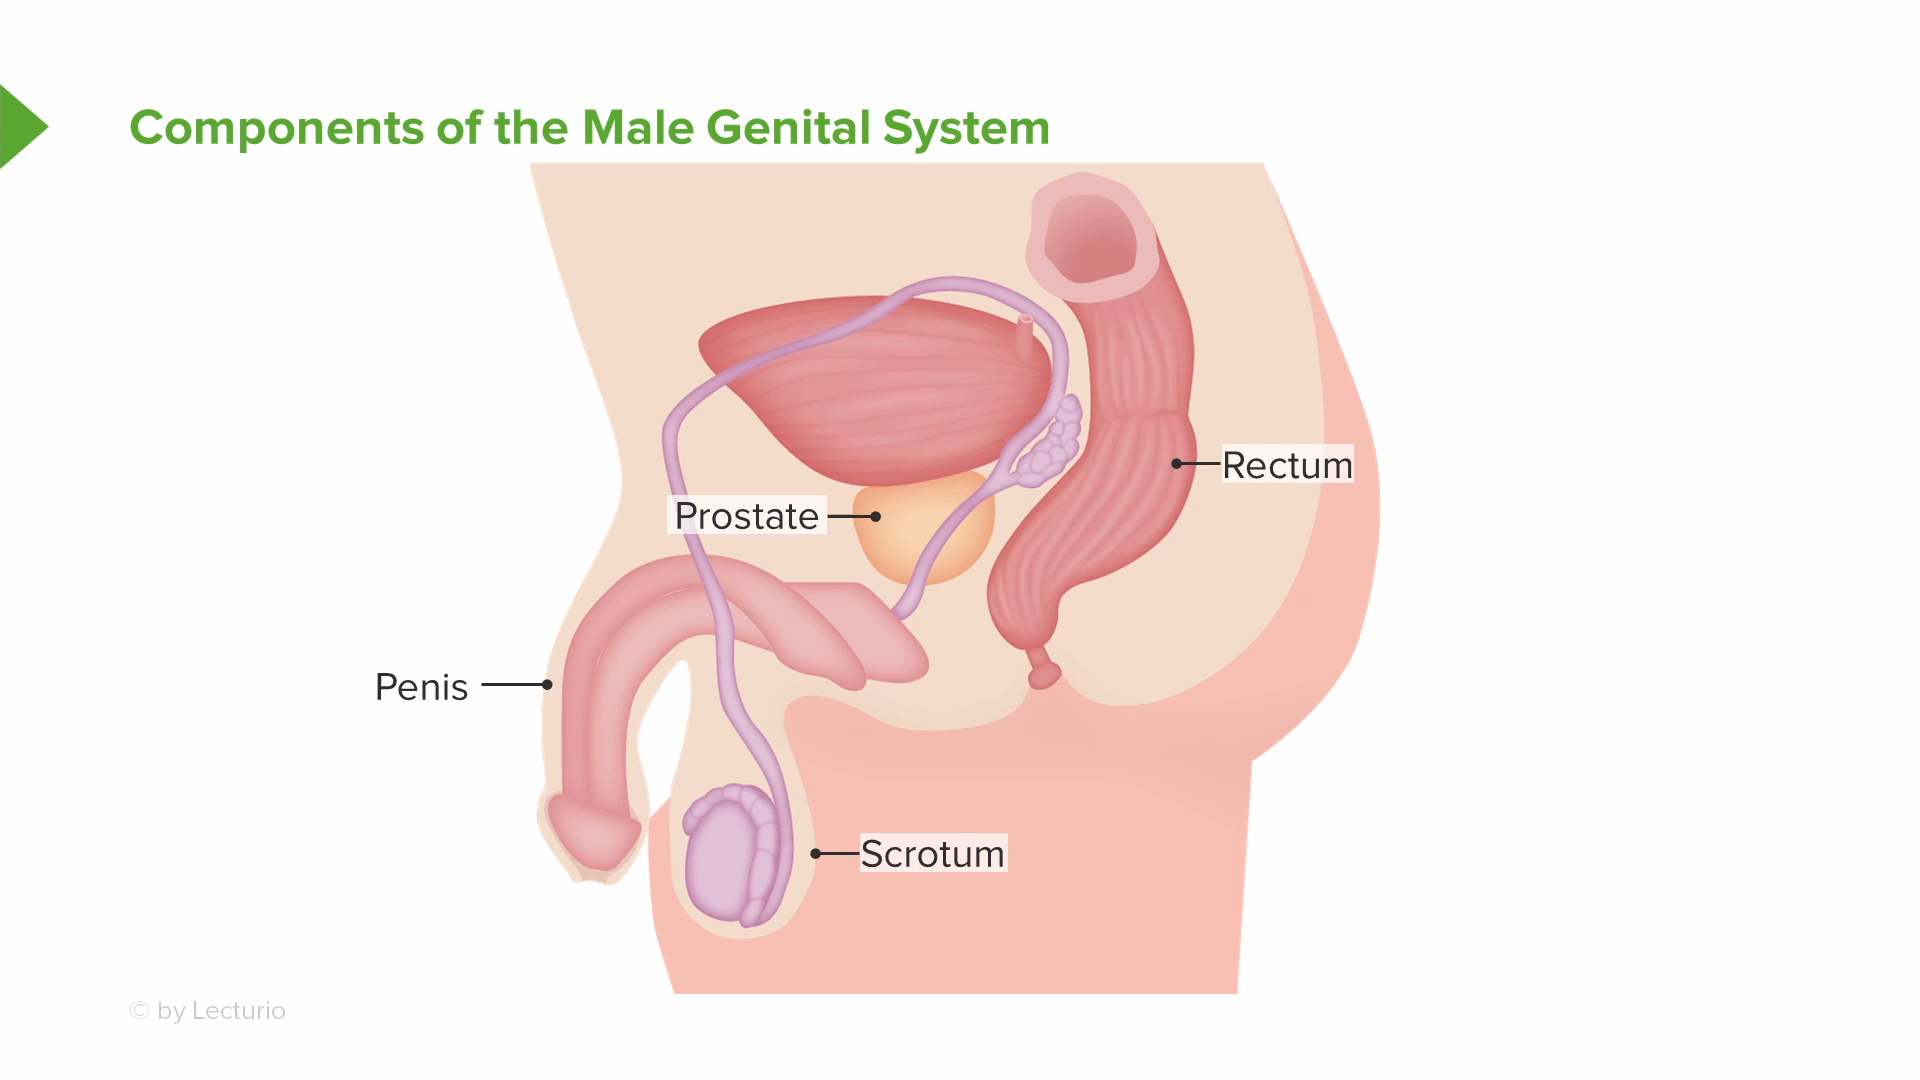 Components of the Male Genital System
Rectum
Prostate
Penis
Scrotum
© by Lecturio